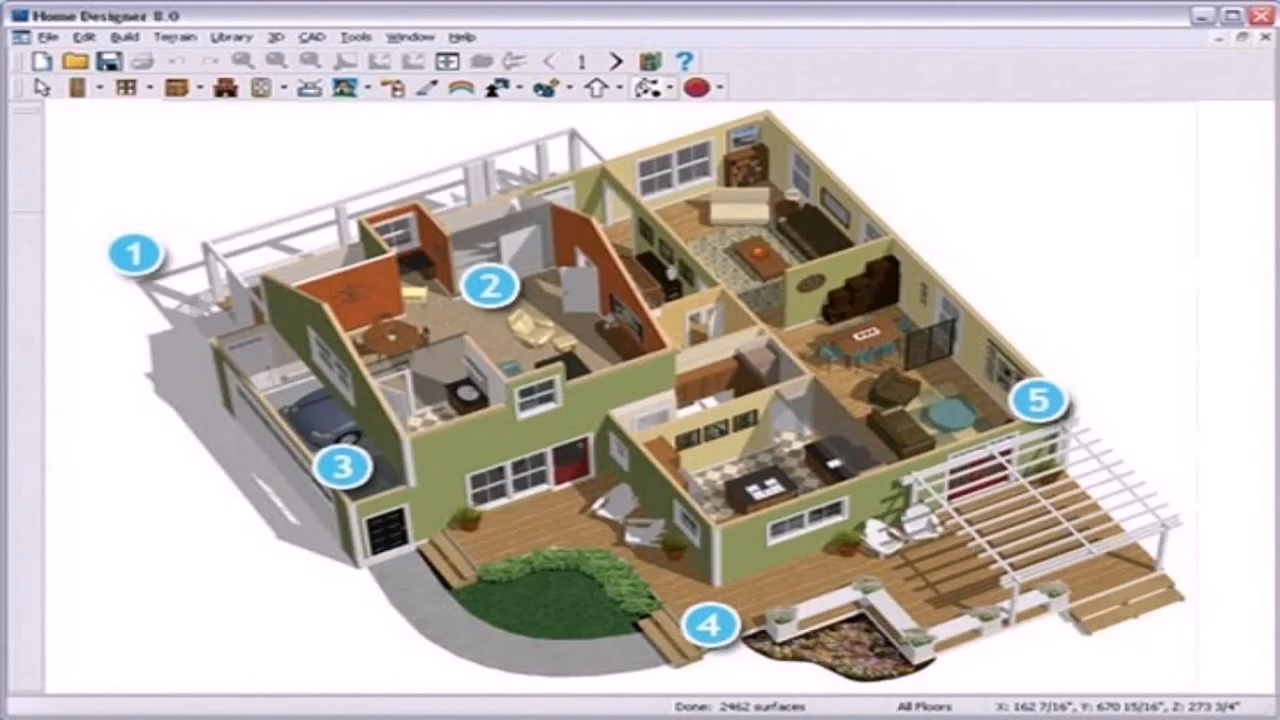 Home Designer 8.0
File Edit Build Terrain Library 3D CAD Tools Window Help
1
?
1
2
3
5
4
Done: 2462 surfaces All Floors X: 162 7/16", Y: 670 15/16", Z: 273 3/4"